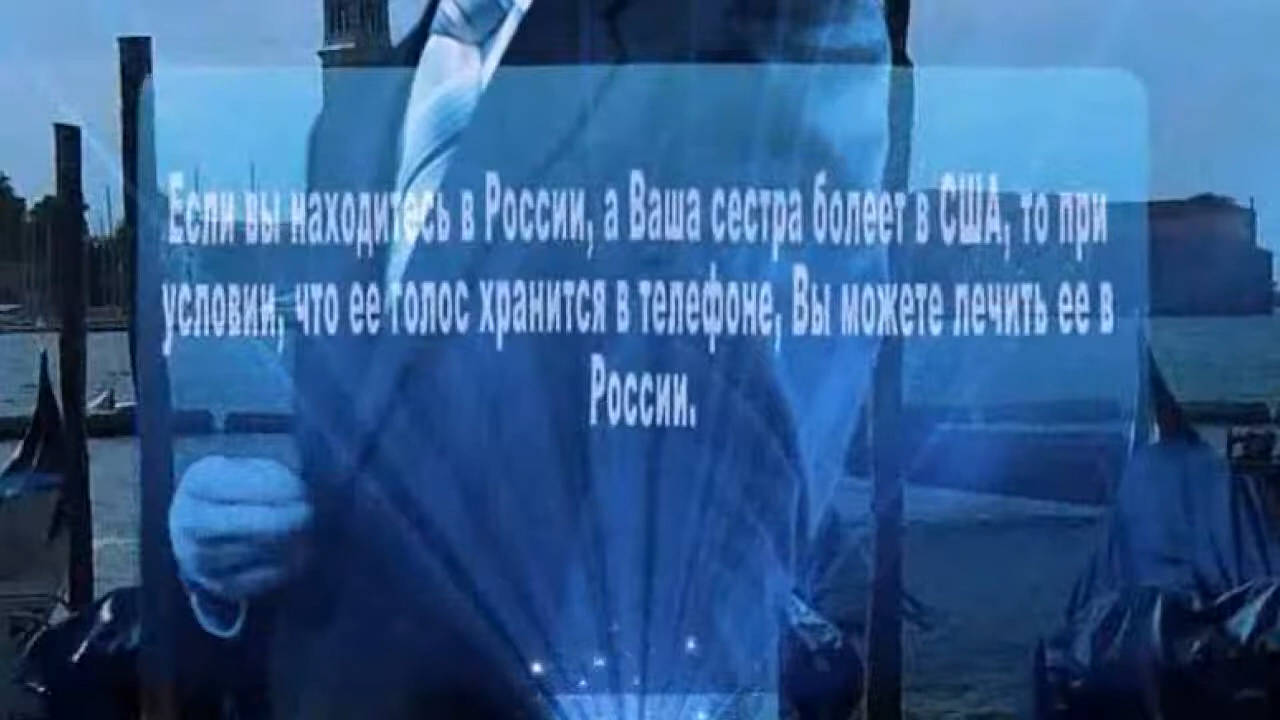 Если вы находитесь в России, а Ваша сестра болеет в США, то при
условии, что ее голос хранится в телефоне, Вы можете лечить ее в
России.